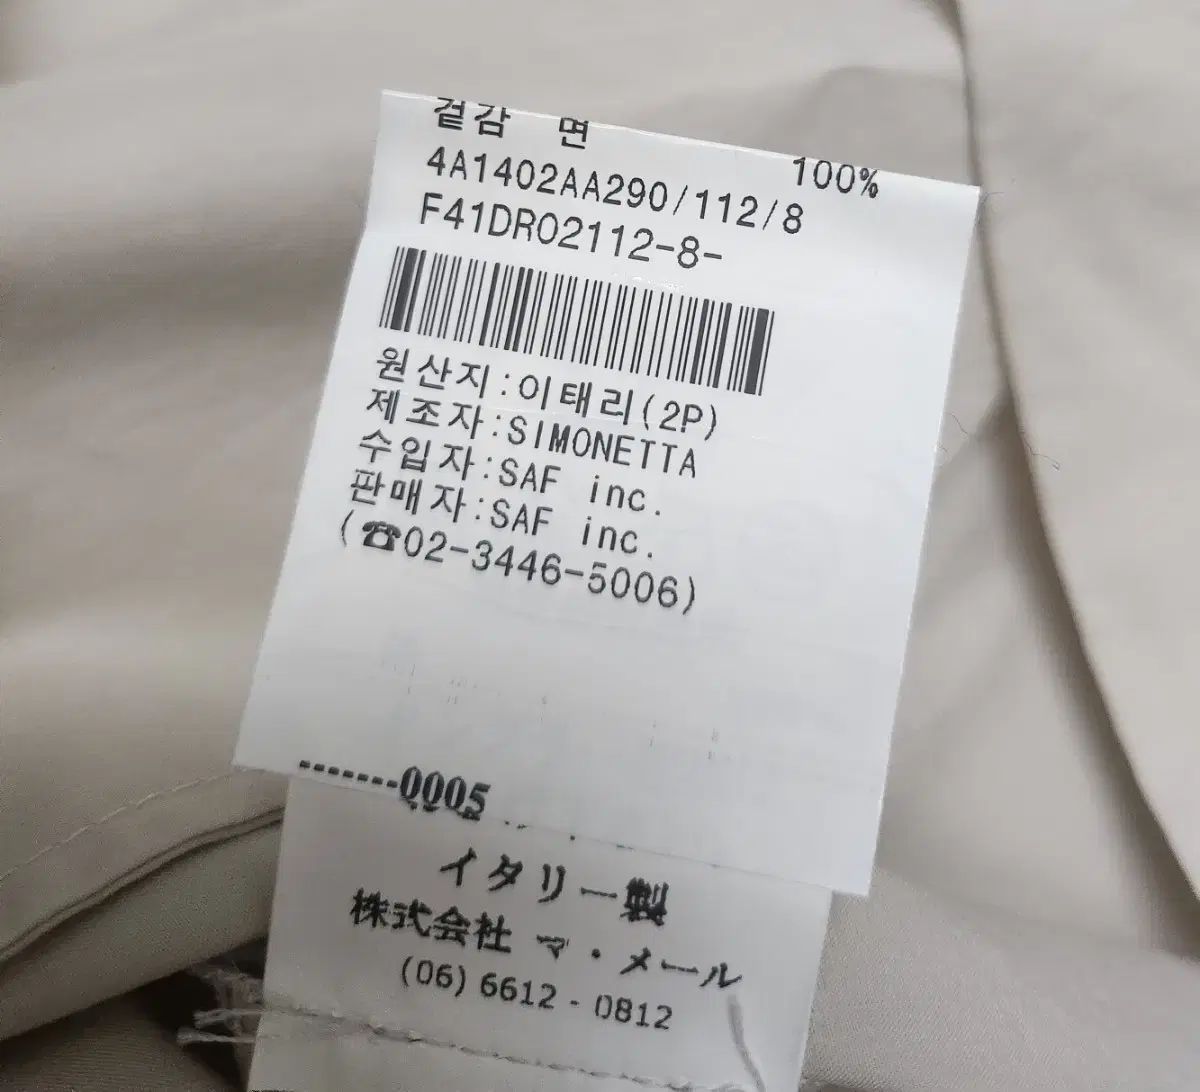 겉감 면 100%
4A1402AA290/112/8
F41DR02112-8-
원산지:이태리(2P)
제조자:SIMONETTA
수입자:SAF inc.
판매자:SAF inc.
(☎02-3446-5006)
-------0005
イタリー製
株式会社 マ・メール
(06) 6612 - 0812